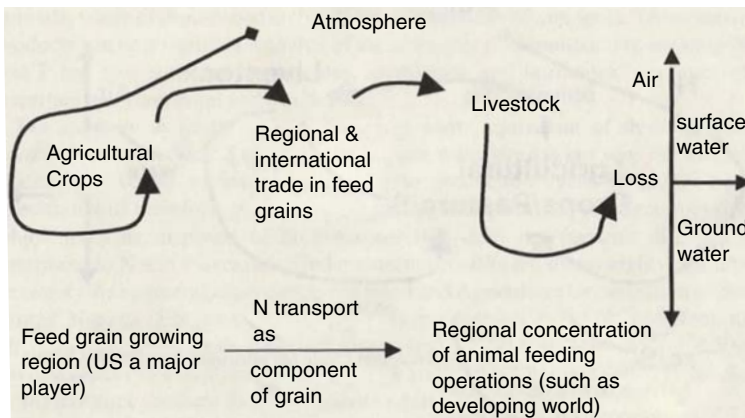 Atmosphere
Agricultural
Crops
Regional &
international
trade in feed
grains
Livestock
Loss
Air
surface
water
Ground
water
Feed grain growing
region (US a major
player)
N transport
as
component
of grain
Regional concentration
of animal feeding
operations (such as
developing world)